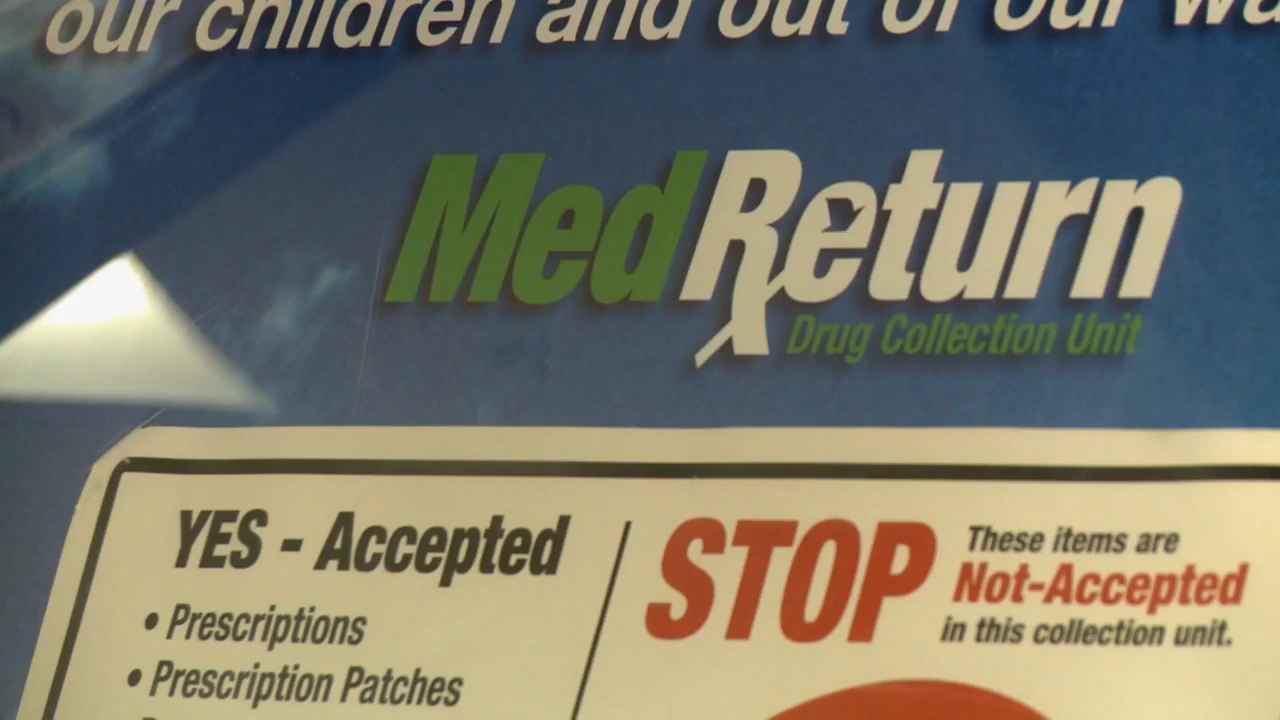 our children and out of our wa
MedReturn
Drug Collection Unit
YES - Accepted
• Prescriptions
• Prescription Patches
STOP
These items are
Not-Accepted
in this collection unit.